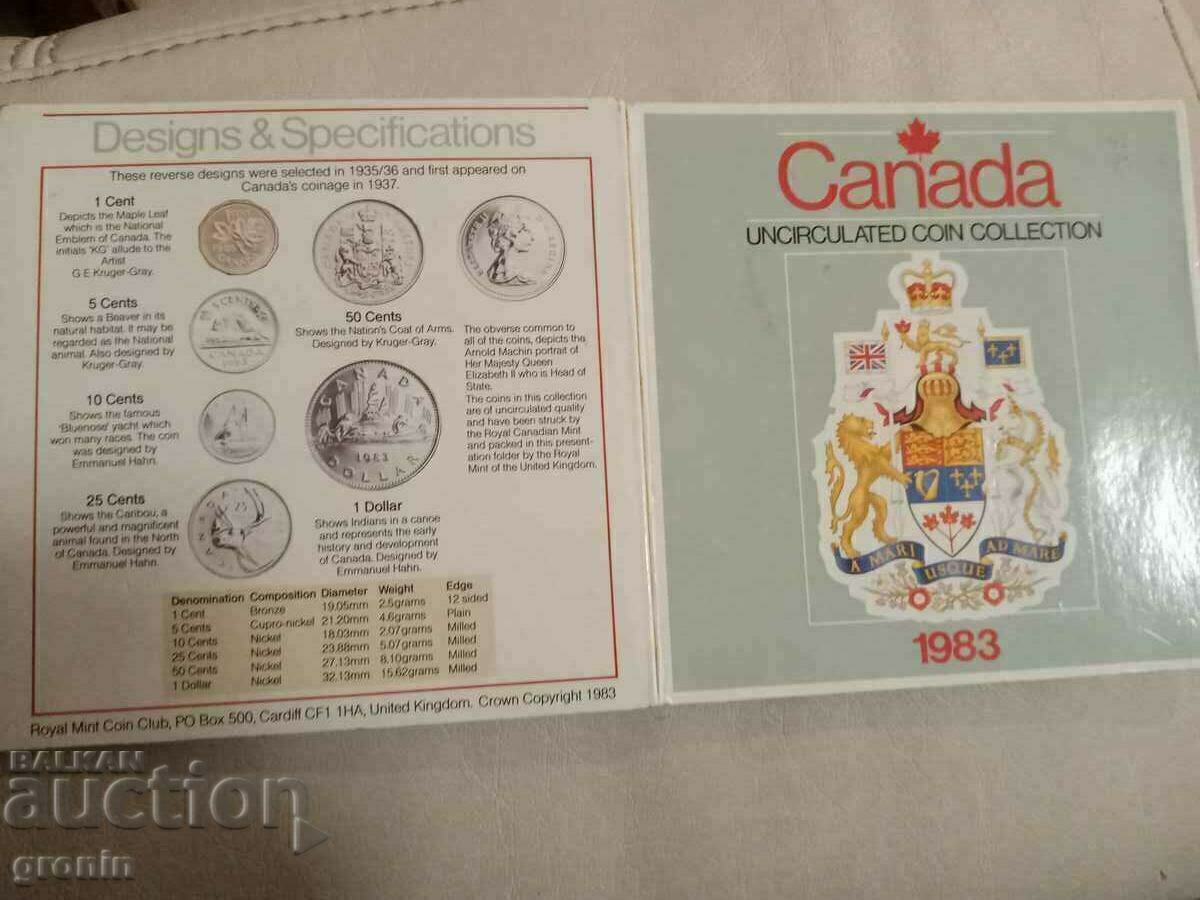 Designs & Specifications
These reverse designs were selected in 1935/36 and first appeared on
Canada's coinage in 1937.
1 Cent
Depicts the Maple Leaf
which is the National
Emblem of Canada. The
initials 'KG' allude to the
Artist
G E Kruger-Gray.
5 Cents
Shows a Beaver in its
natural habitat. It may be
regarded as the National
animal. Also designed by
Kruger-Gray.
5 CENTS
CANADA
1983
10 Cents
Shows the famous
'Bluenose' yacht which
won many races. The coin
was designed by
Emmanuel Hahn.
25 Cents
Shows the Caribou, a
powerful and magnificent
animal found in the North
of Canada. Designed by
Emmanuel Hahn.
50 Cents
Shows the Nation's Coat of Arms.
Designed by Kruger-Gray.
CANADA
1983
DOLLAR
1 Dollar
Shows Indians in a canoe
and represents the early
history and development
of Canada. Designed by
Emmanuel Hahn.
The obverse common to
all of the coins, depicts the
Arnold Machin portrait of
Her Majesty Queen
Elizabeth II who is Head of
State.
The coins in this collection
are of uncirculated quality
and have been struck by
the Royal Canadian Mint
and packed in this present-
ation folder by the Royal
Mint of the United Kingdom.
Denomination Composition Diameter Weight Edge
1 Cent Bronze 19.05mm 2.5grams 12 sided
5 Cents Cupro-nickel 21.20mm 4.6grams Plain
10 Cents Nickel 18.03mm 2.07grams Milled
25 Cents Nickel 23.88mm 5.07grams Milled
50 Cents Nickel 27.13mm 8.10grams Milled
1 Dollar Nickel 32.13mm 15.62grams Milled
Royal Mint Coin Club, PO Box 500, Cardiff CF1 1HA, United Kingdom. Crown Copyright 1983
Canada
UNCIRCULATED COIN COLLECTION
A MARI USQUE AD MARE
1983
BALKAN
auction
gronin